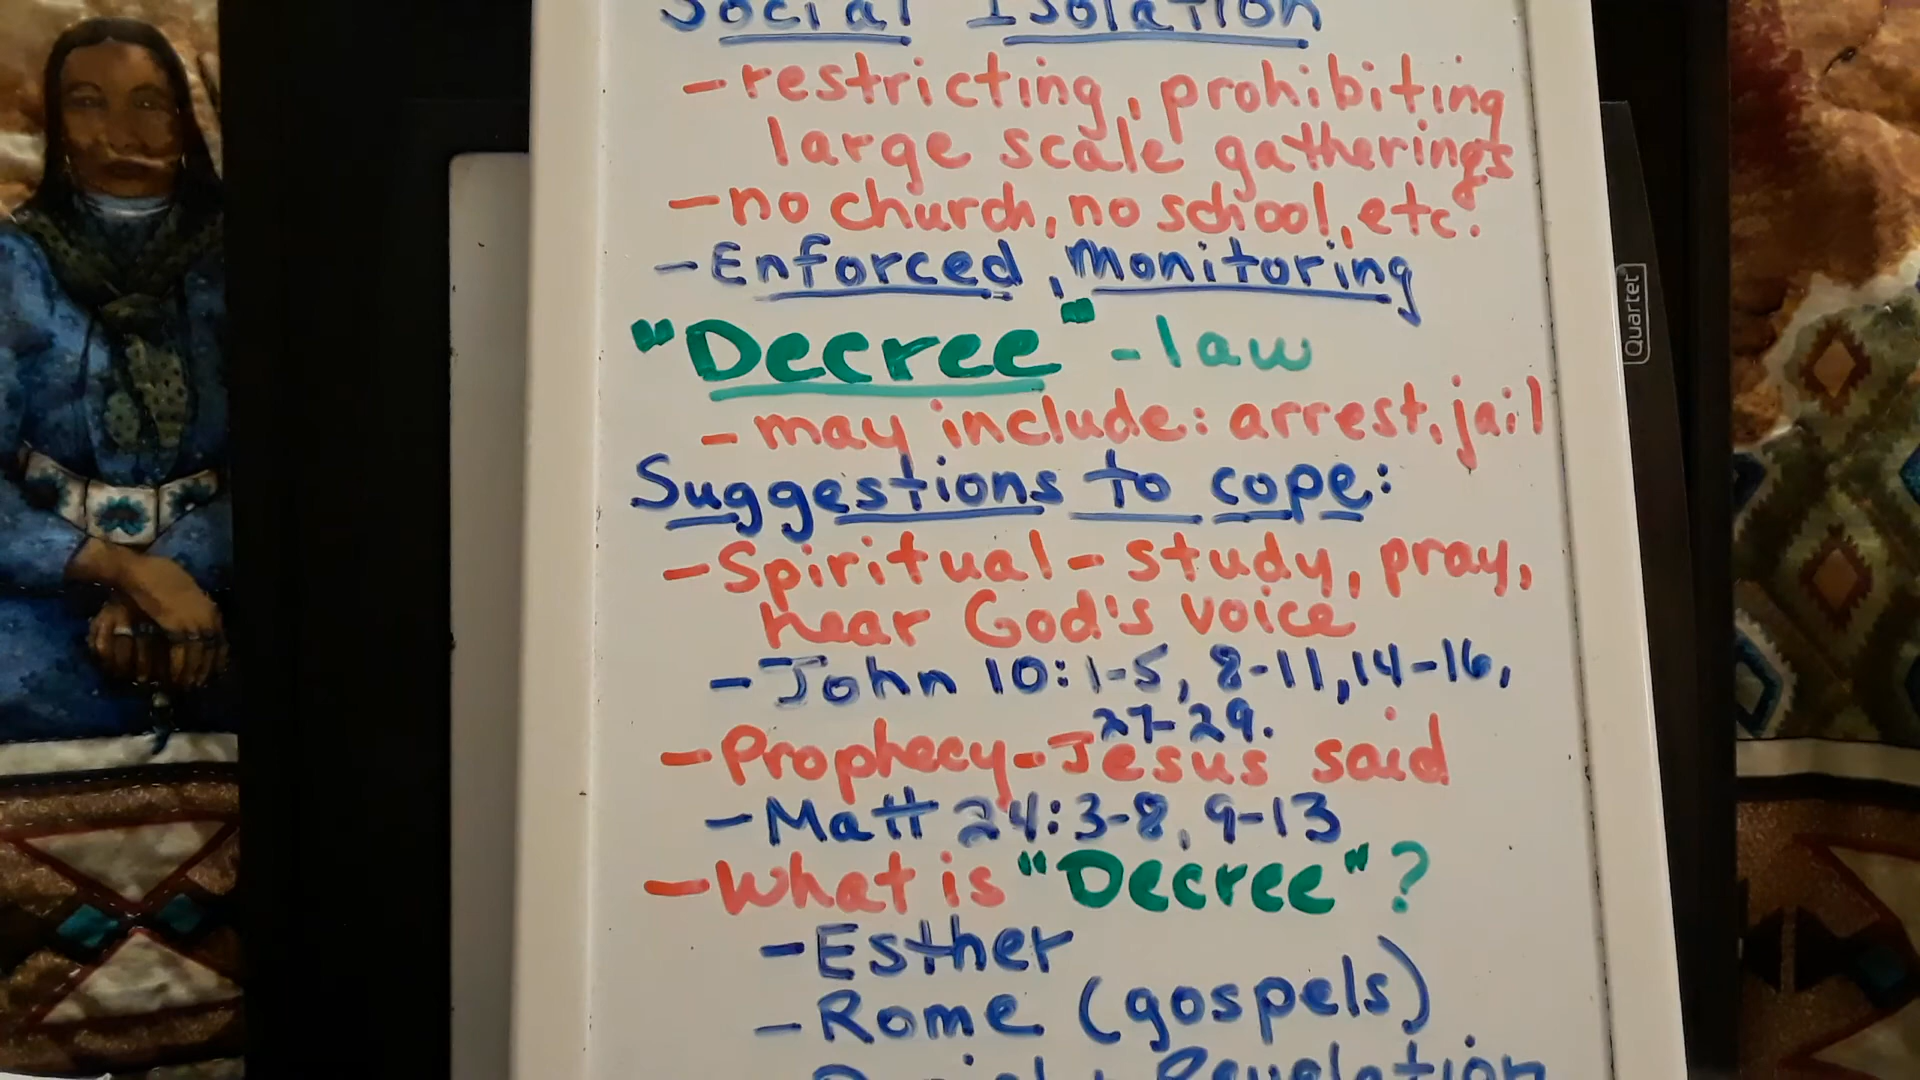 Social Isolation
- restricting, prohibiting
large scale gatherings
- no church, no school, etc.
- Enforced, monitoring
"Decree" - law
- may include: arrest, jail
Suggestions to cope:
- Spiritual - study, pray,
hear God's voice
- John 10:1-5, 8-11, 14-16,
27-29.
- Prophecy - Jesus said
- Matt 24:3-8, 9-13
- What is "Decree"?
- Esther
- Rome (gospels)
Daniel + Revelation
Quartet